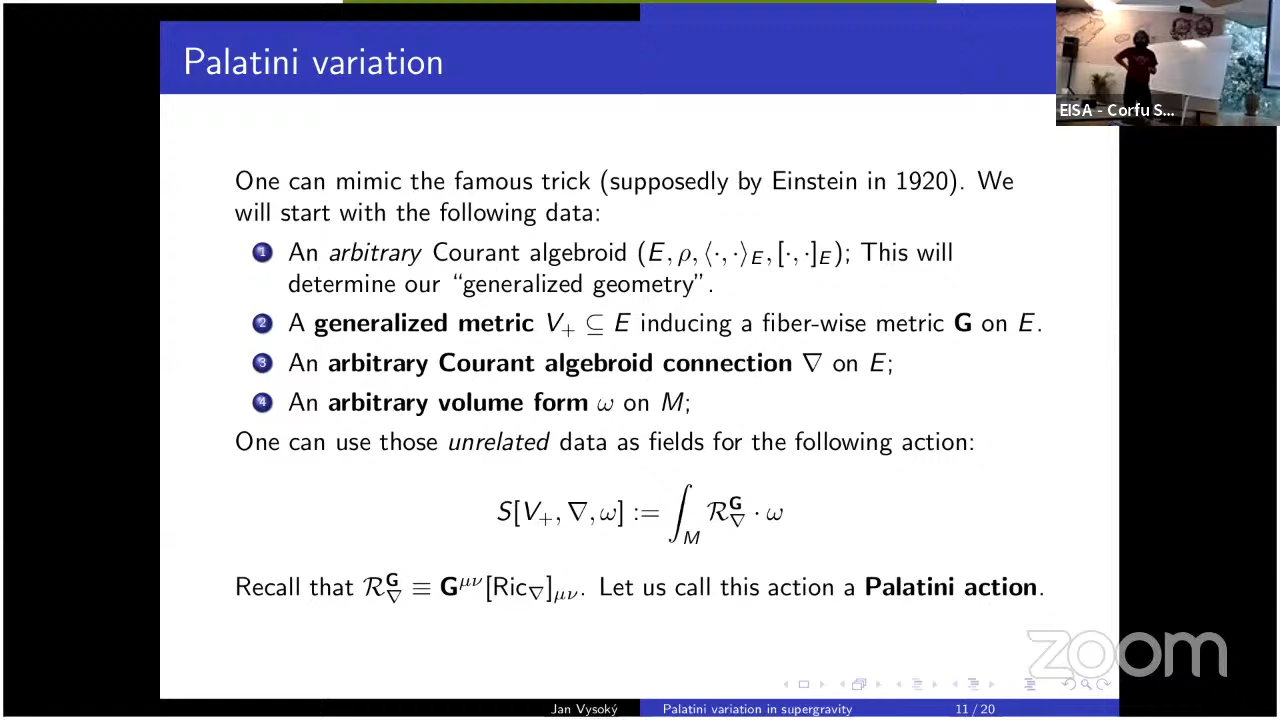 Palatini variation
EISA - Corfu S...
One can mimic the famous trick (supposedly by Einstein in 1920). We
will start with the following data:
1 An arbitrary Courant algebroid (E, ρ, ⟨·, ·⟩_E, [·, ·]_E); This will
determine our “generalized geometry”.
2 A generalized metric V₊ ⊆ E inducing a fiber-wise metric G on E.
3 An arbitrary Courant algebroid connection ∇ on E;
4 An arbitrary volume form ω on M;
One can use those unrelated data as fields for the following action:
S[V₊, ∇, ω] := ∫_M R^G_∇ · ω
Recall that R^G_∇ ≡ G^{μν}[Ric_∇]_{μν}. Let us call this action a Palatini action.
zoom
Jan Vysoký Palatini variation in supergravity 11 / 20